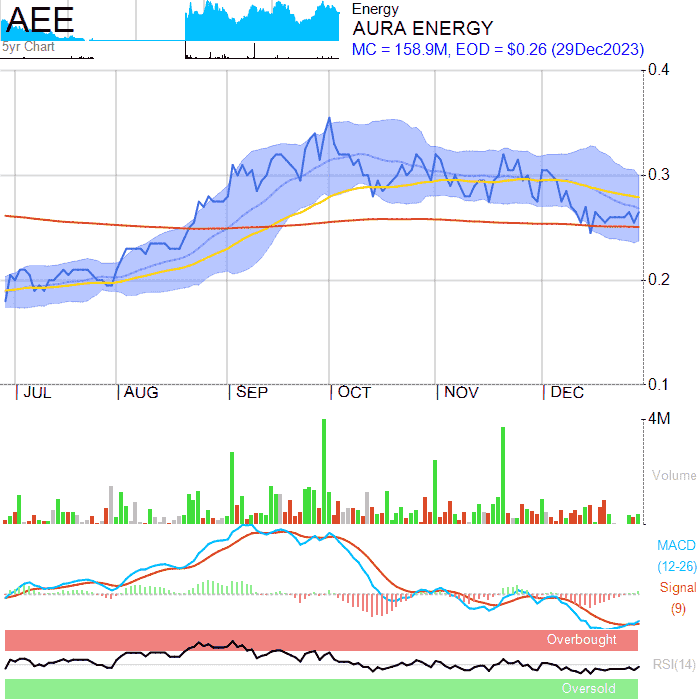 AEE
5yr Chart
Energy
AURA ENERGY
MC = 158.9M, EOD = $0.26 (29Dec2023)
0.4
0.3
0.2
0.1
JUL AUG SEP OCT NOV DEC
4M
Volume
MACD
(12-26)
Signal
(9)
Overbought
RSI(14)
Oversold